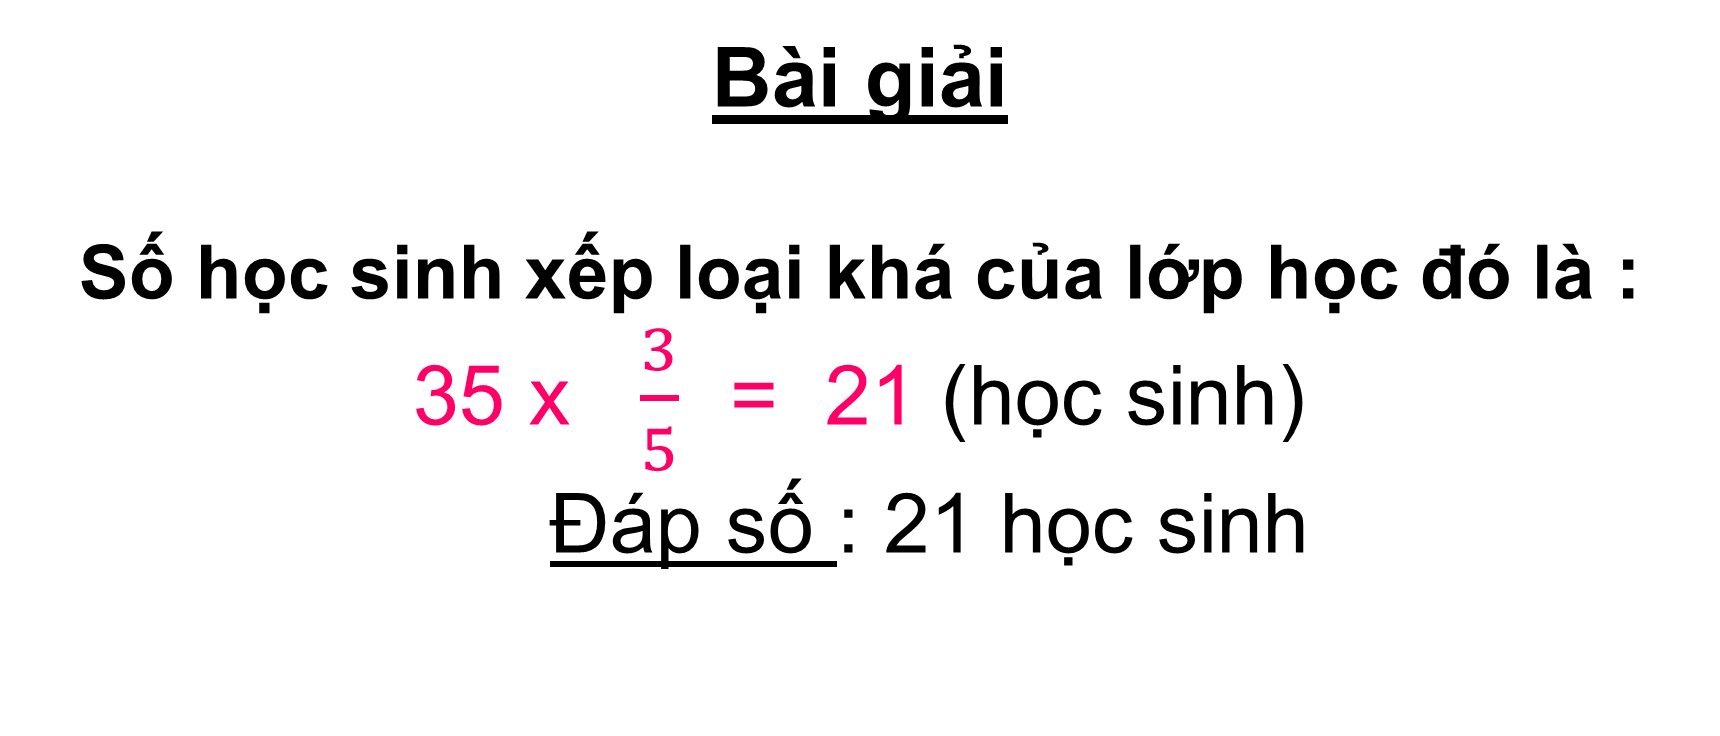 Bài giải
Số học sinh xếp loại khá của lớp học đó là :
35 x 3/5 = 21 (học sinh)
Đáp số : 21 học sinh